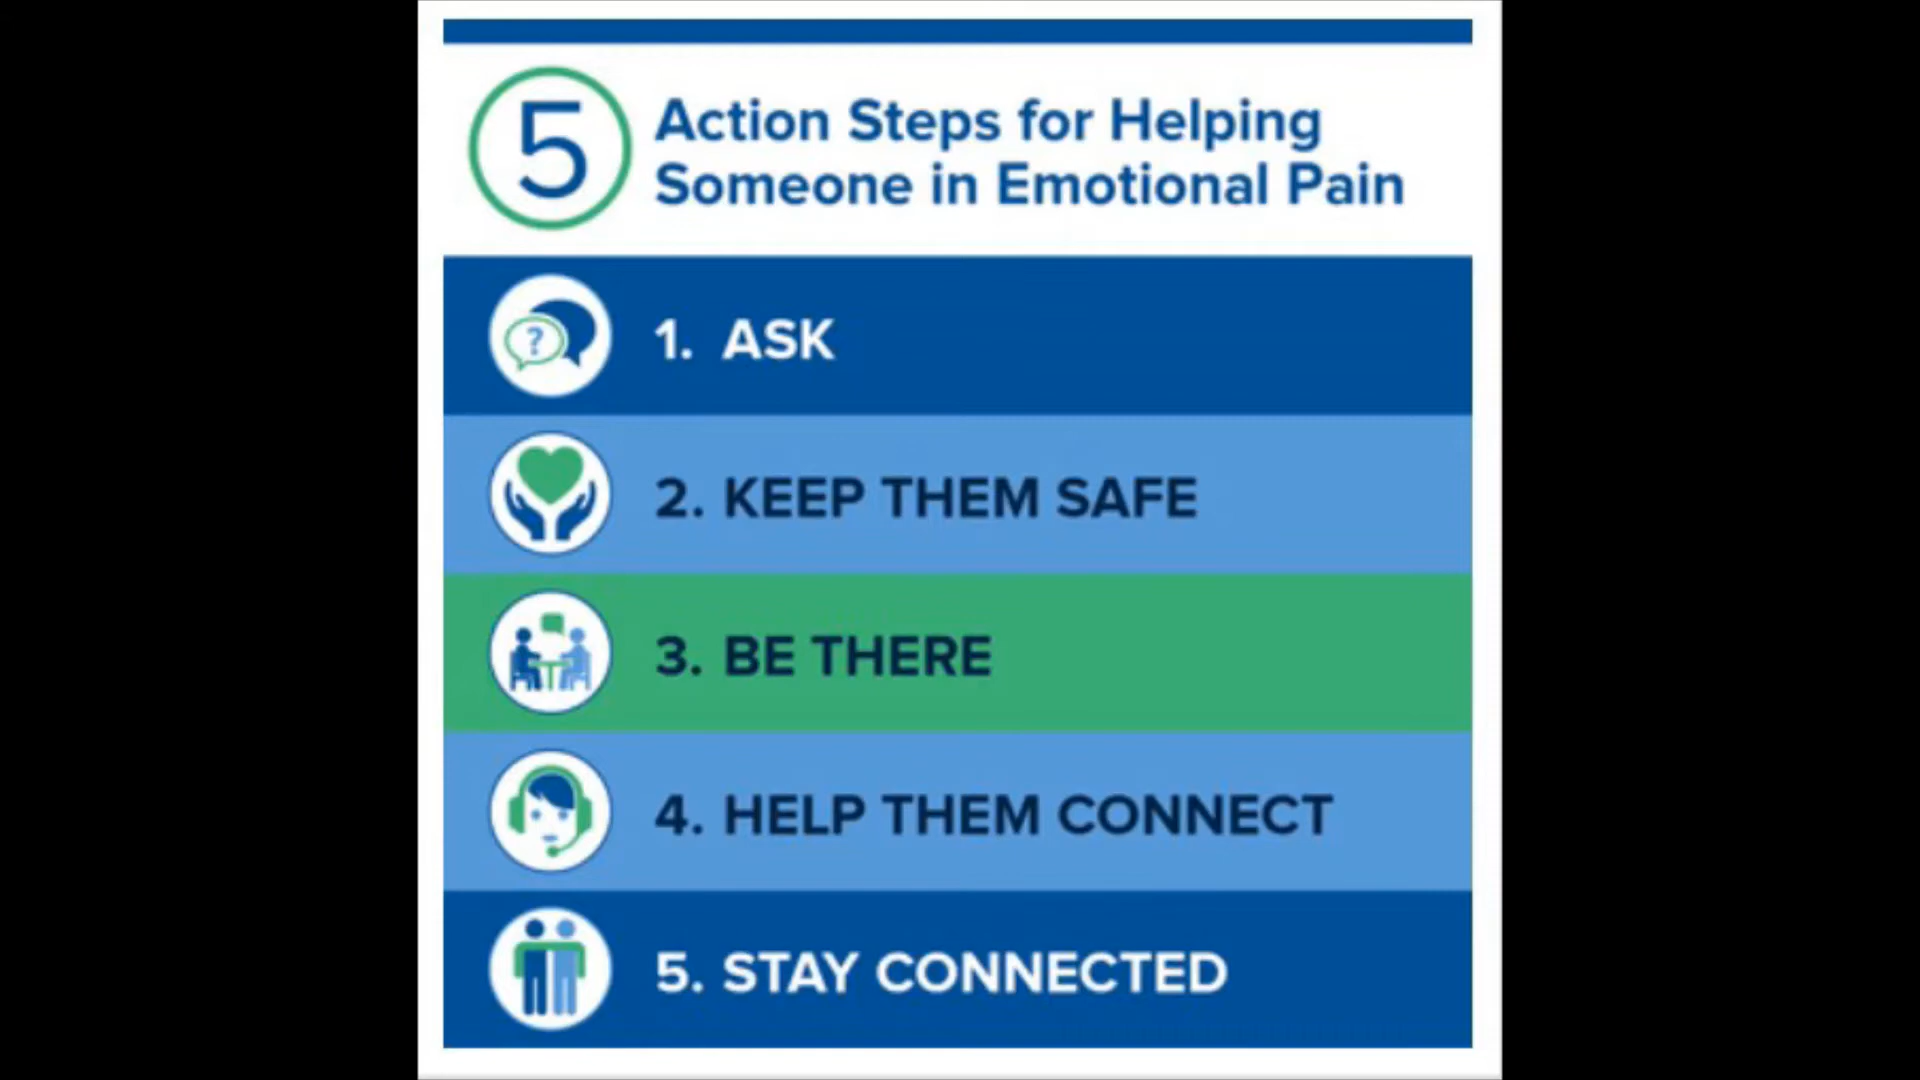 5
Action Steps for Helping
Someone in Emotional Pain
?
1. ASK
2. KEEP THEM SAFE
3. BE THERE
4. HELP THEM CONNECT
5. STAY CONNECTED